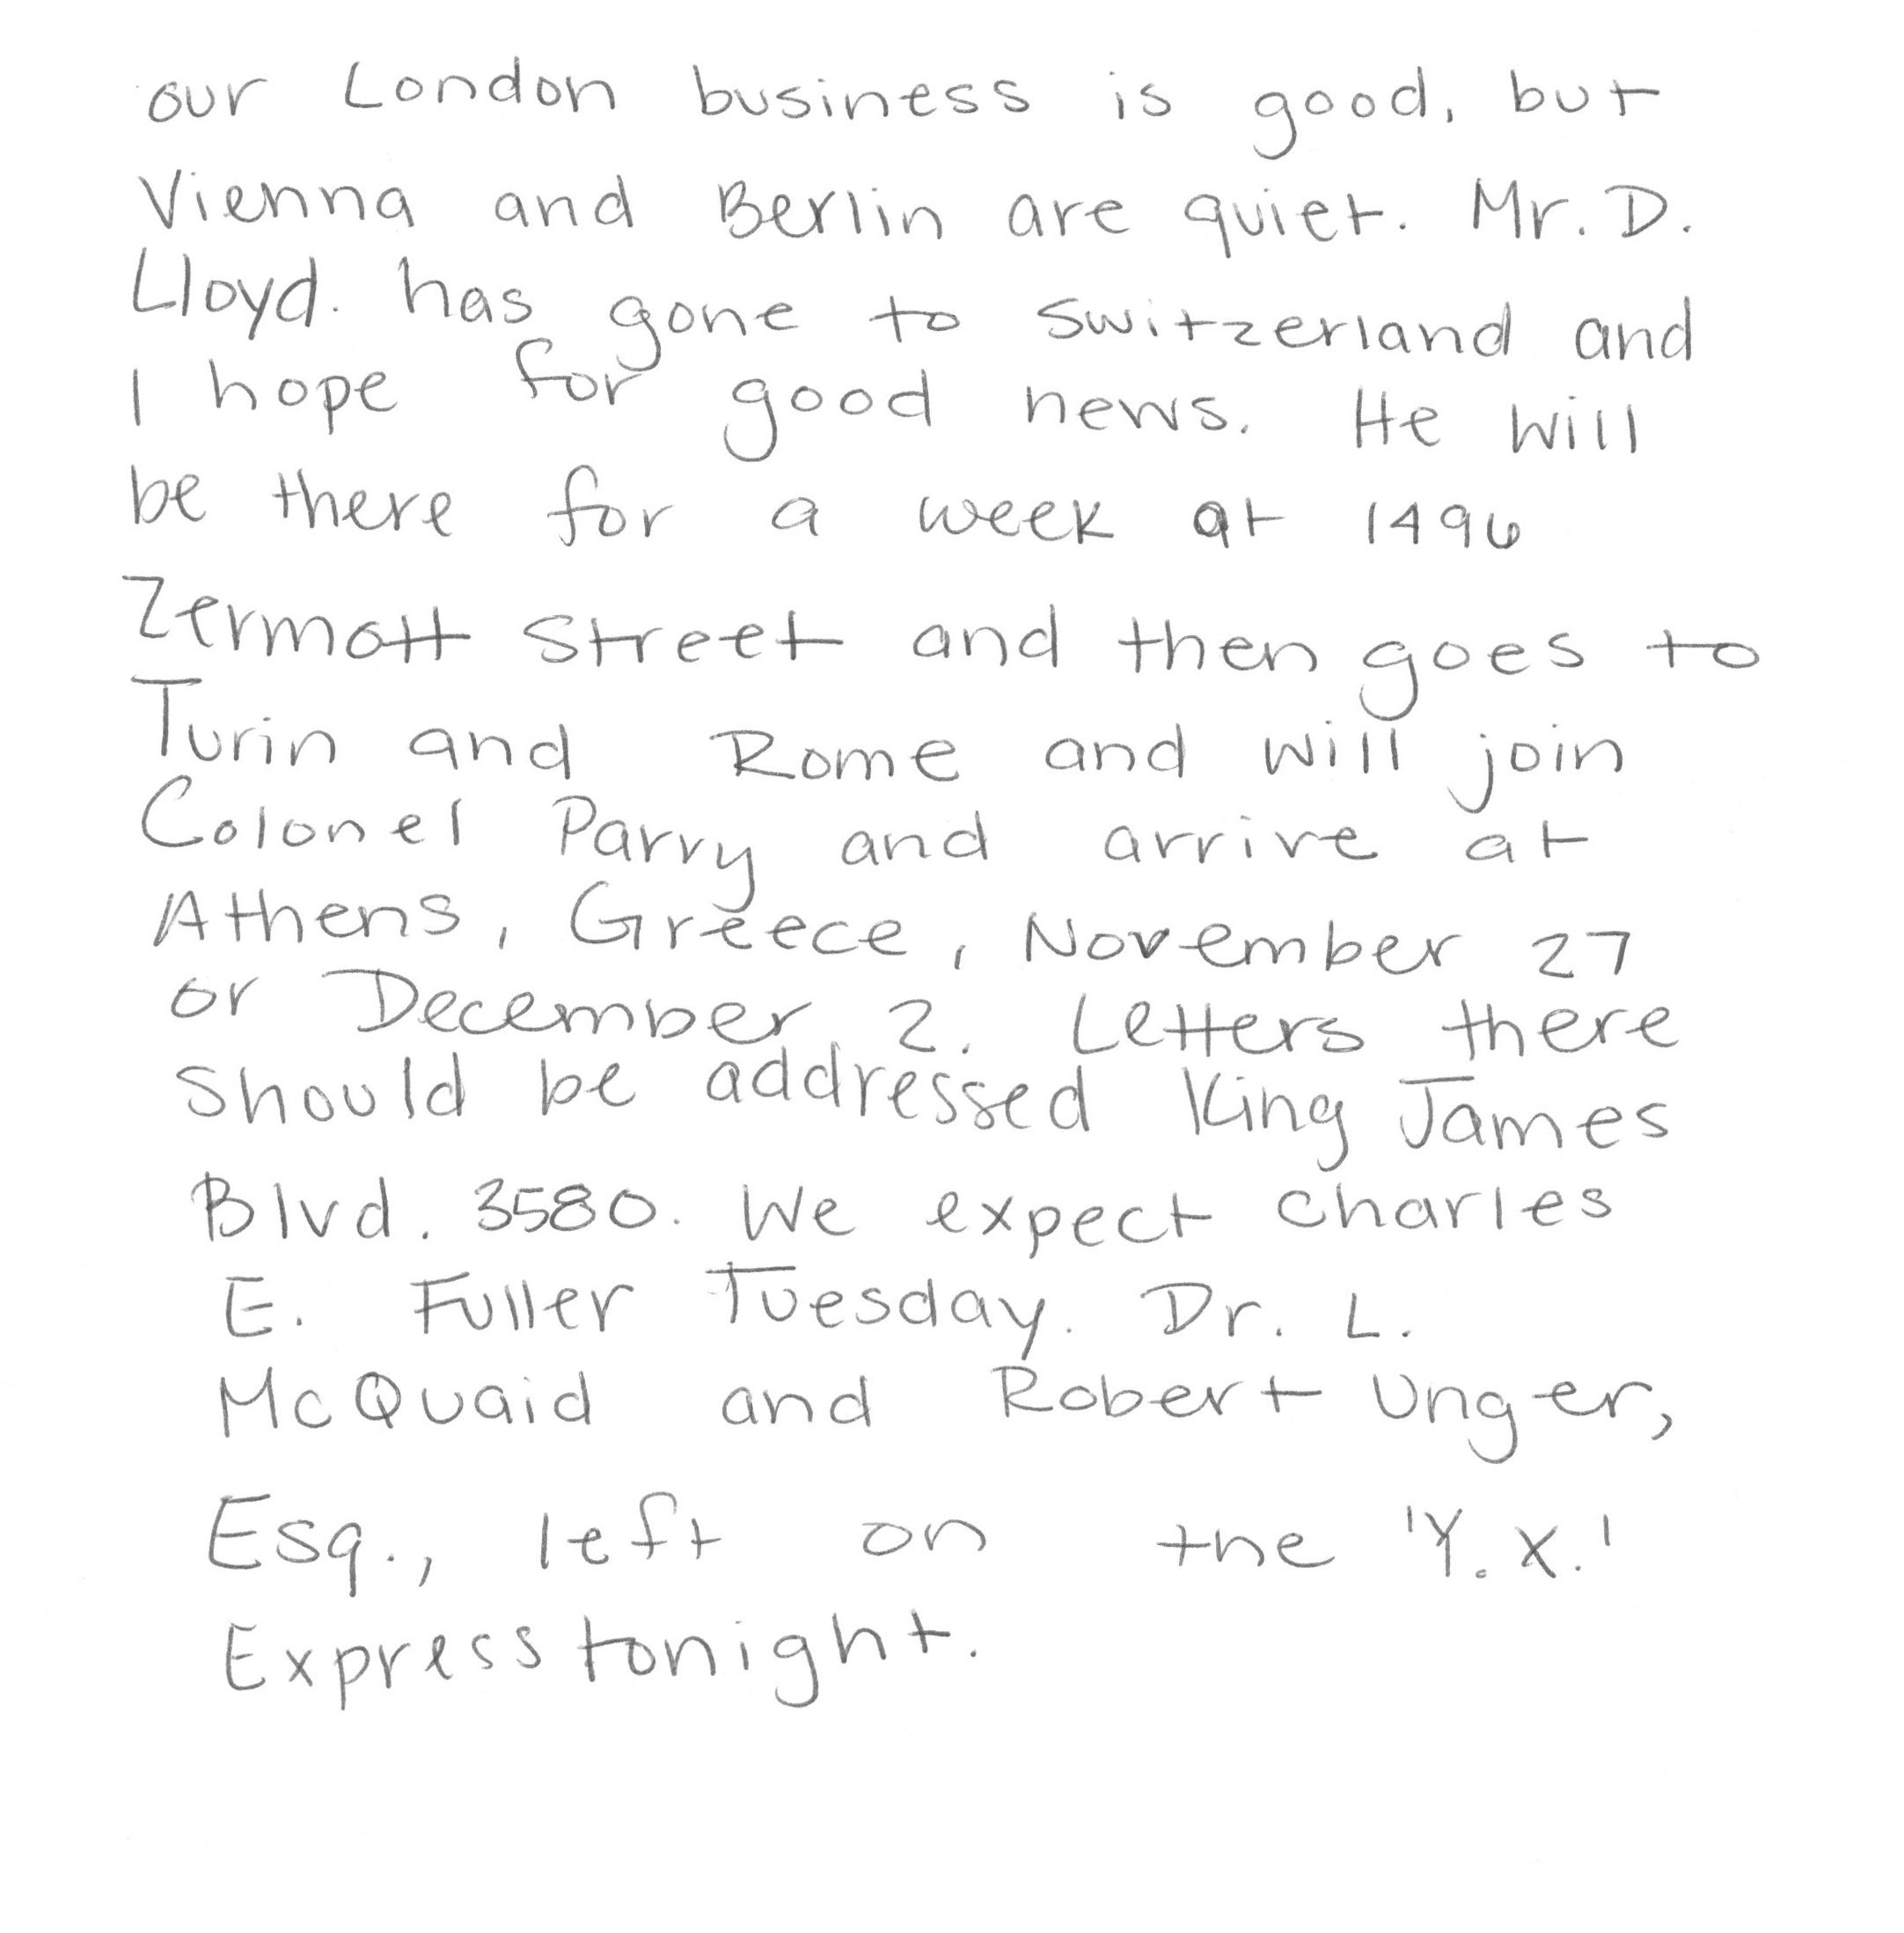 our London business is good, but
Vienna and Berlin are quiet. Mr. D.
Lloyd. has gone to switzerland and
I hope for good news. He will
be there for a week at 1496
Zermott street and then goes to
Turin and Rome and will join
Colonel Parry and arrive at
Athens, Greece, November 27
or December 2. Letters there
should be addressed King James
Blvd. 3580. We expect charles
E. Fuller Tuesday. Dr. L.
McQuaid and Robert Unger,
Esq., left on the 'Y.X.'
Express tonight.